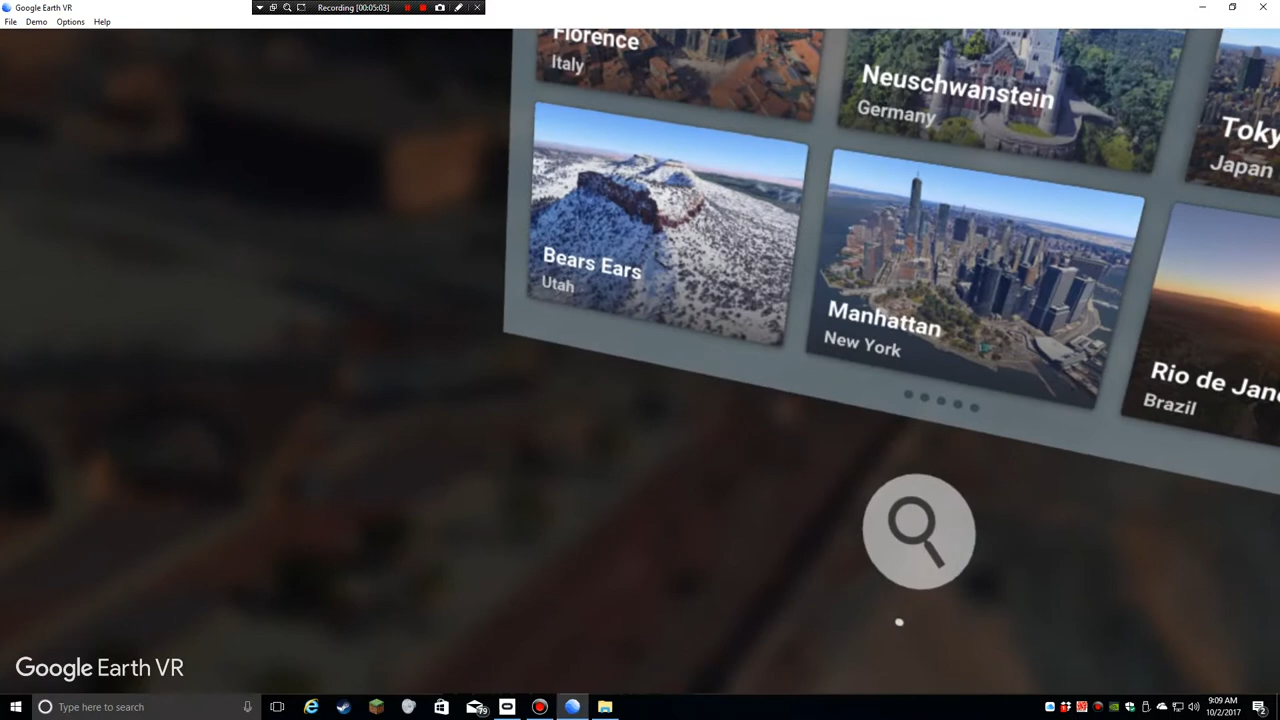 Google Earth VR
Recording [00:05:03]
File Demo Options Help
Florence
Italy
Neuschwanstein
Germany
Japan
Bears Ears
Utah
Manhattan
New York
Rio de
Brazil
Google Earth VR
Type here to search
79
9:09 AM
10/2/2017
2